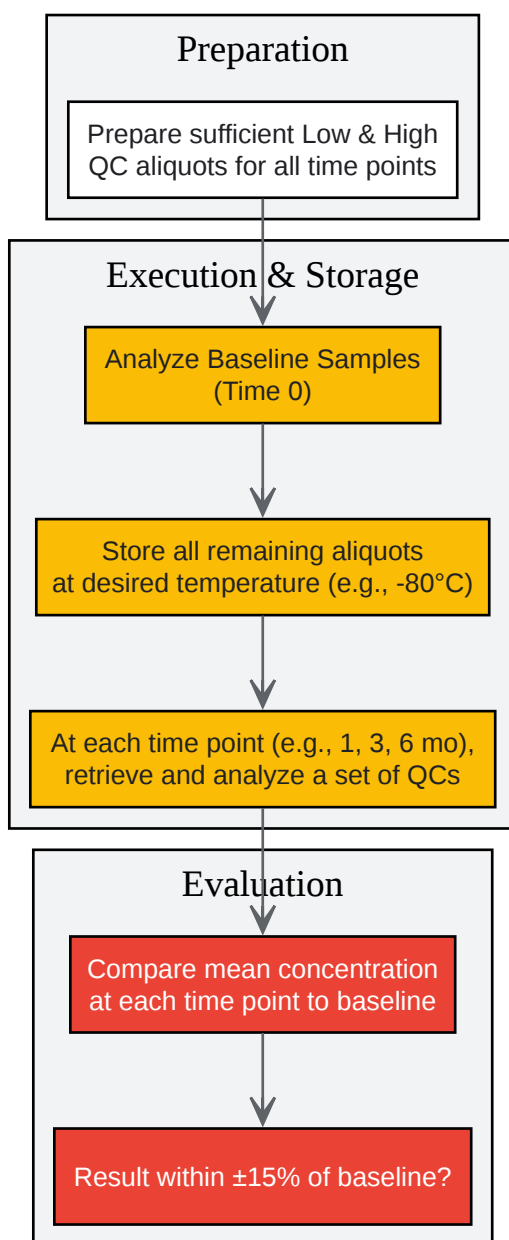 Preparation
Prepare sufficient Low & High
QC aliquots for all time points
Execution & Storage
Analyze Baseline Samples
(Time 0)
Store all remaining aliquots
at desired temperature (e.g., -80°C)
At each time point (e.g., 1, 3, 6 mo),
retrieve and analyze a set of QCs
Evaluation
Compare mean concentration
at each time point to baseline
Result within ±15% of baseline?